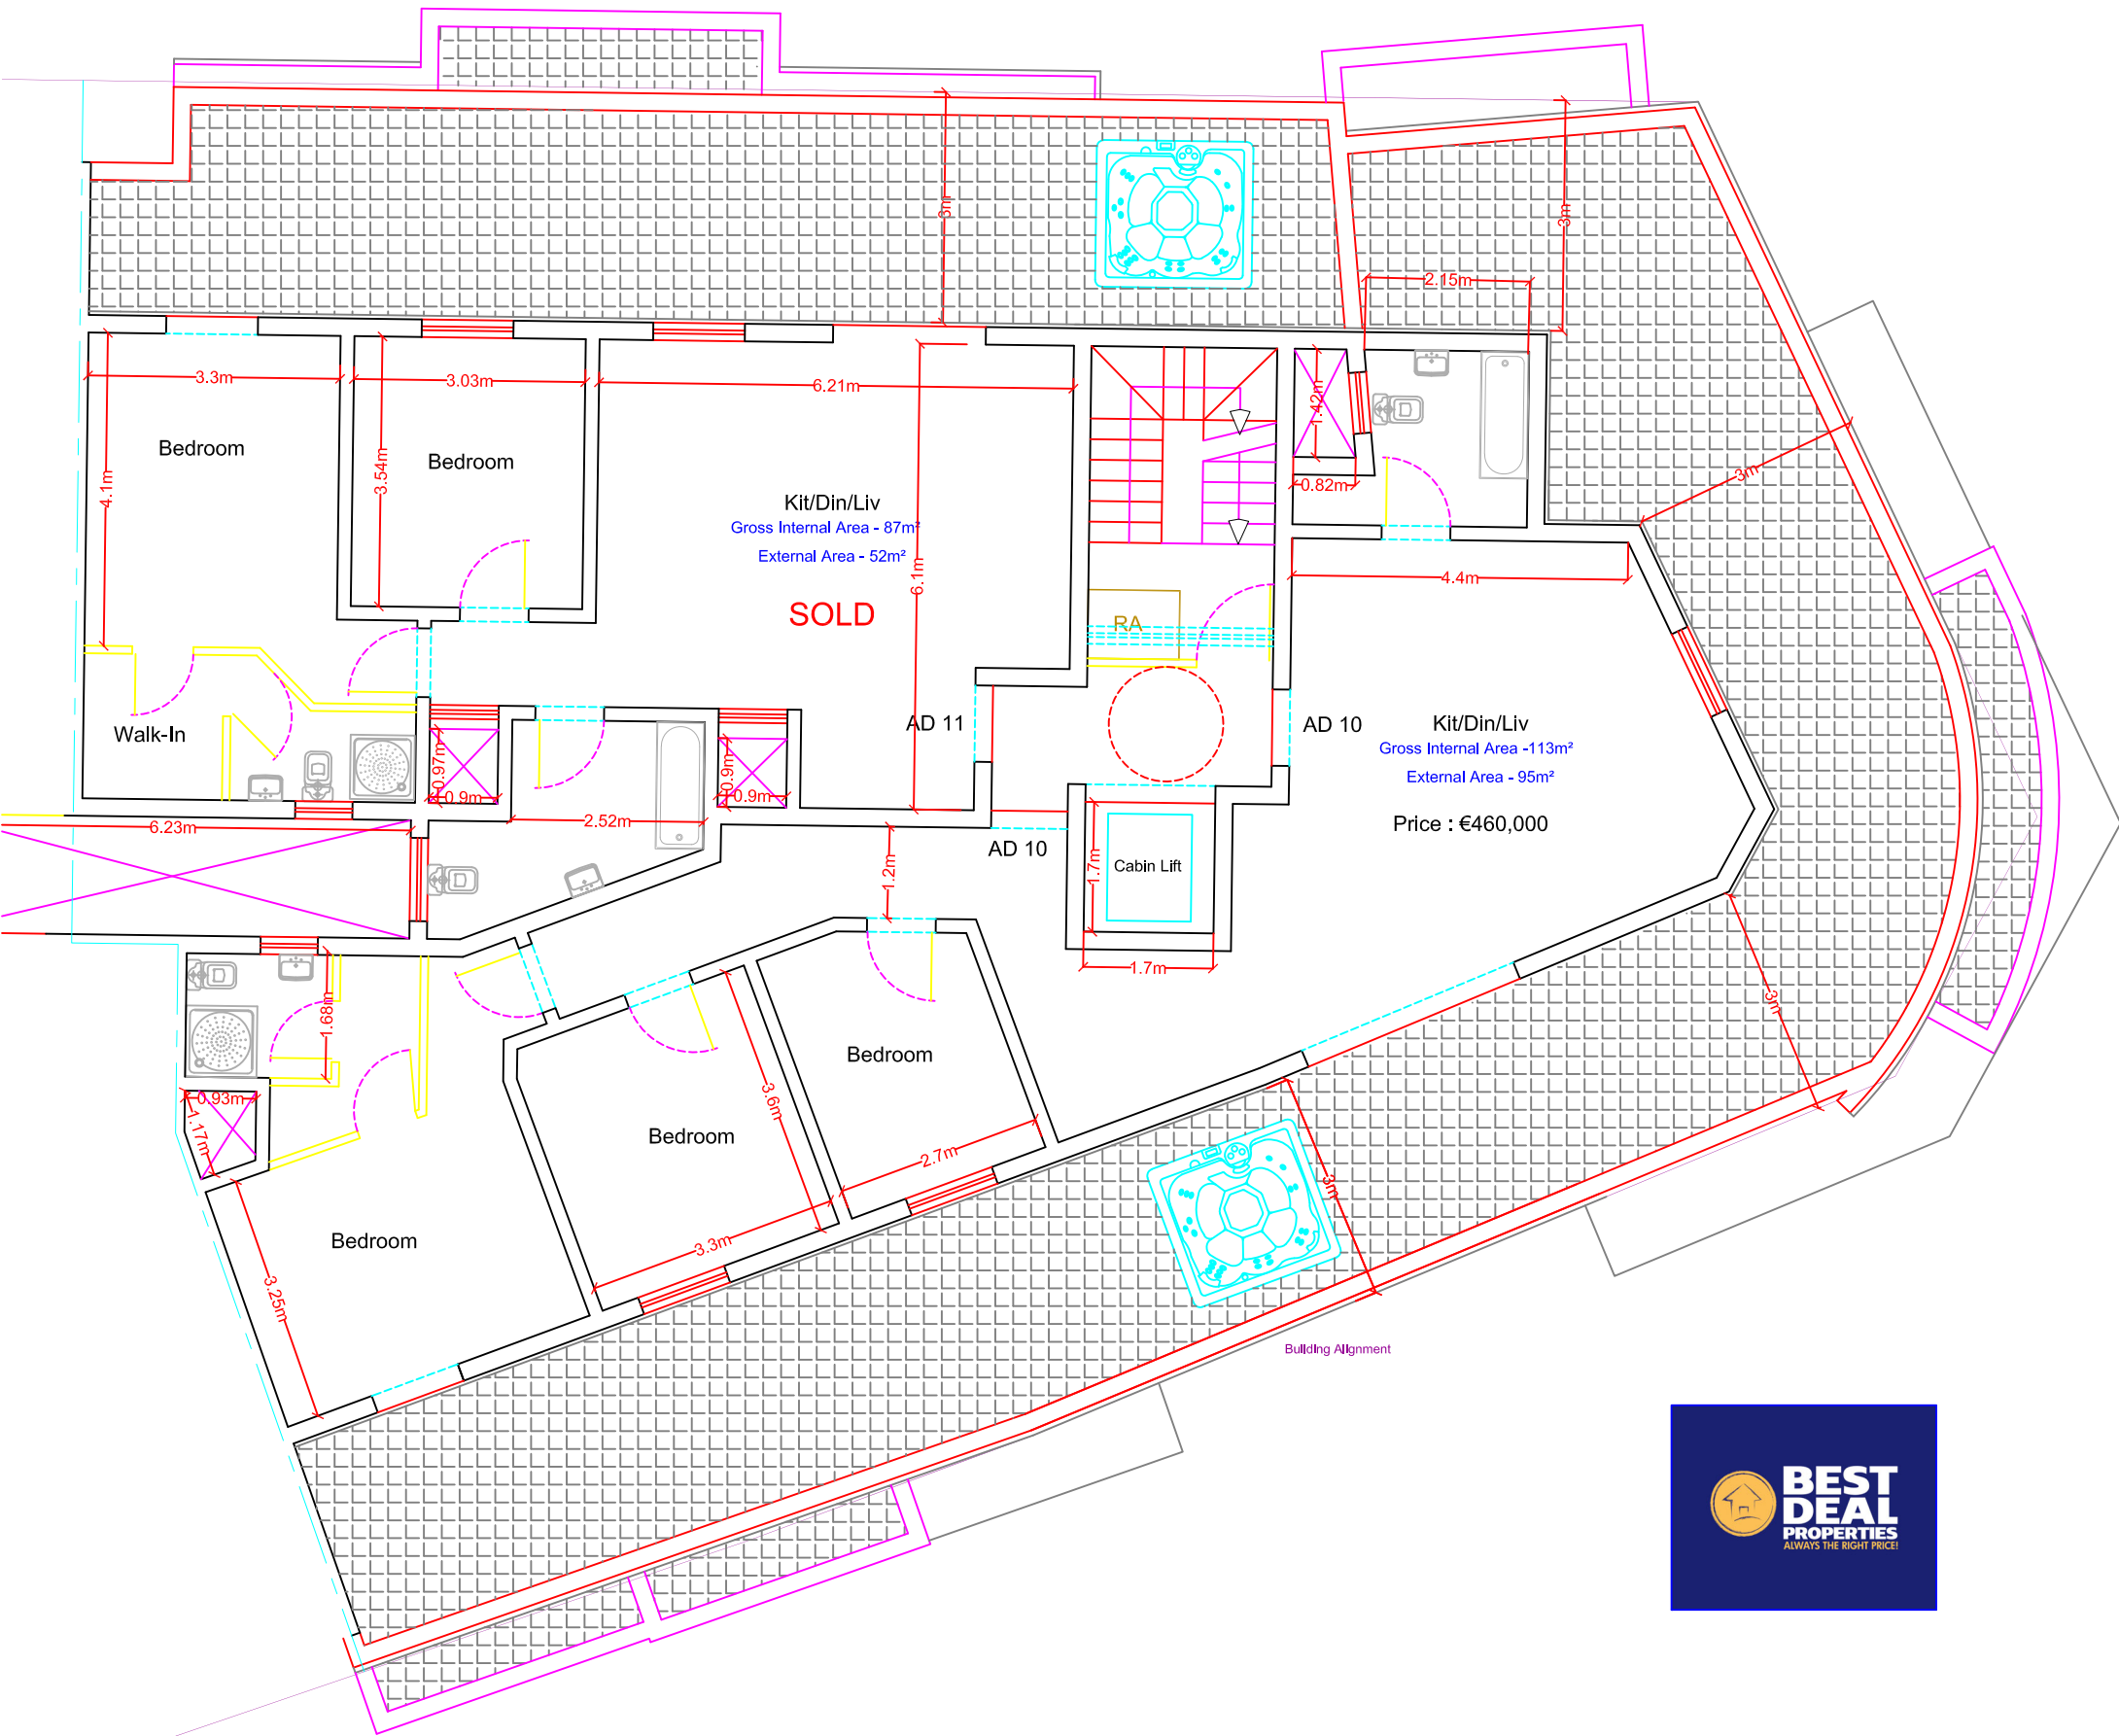 3m
3m
2.15m
3.3m
3.03m
6.21m
1.42m
Bedroom
Bedroom
4.1m
3.54m
Kit/Din/Liv
Gross Internal Area - 87m²
External Area - 52m²
6.1m
SOLD
0.82m
3m
4.4m
RA
Walk-In
AD 11
AD 10
Kit/Din/Liv
Gross Internal Area -113m²
External Area - 95m²
Price : €460,000
0.97m
0.9m
0.9m
0.9m
6.23m
2.52m
AD 10
1.2m
1.7m
Cabin Lift
1.7m
1.68m
3m
0.93m
1.17m
Bedroom
3.6m
Bedroom
2.7m
3m
Bedroom
3.3m
3.25m
Building Alignment
BEST
DEAL
PROPERTIES
ALWAYS THE RIGHT PRICE!